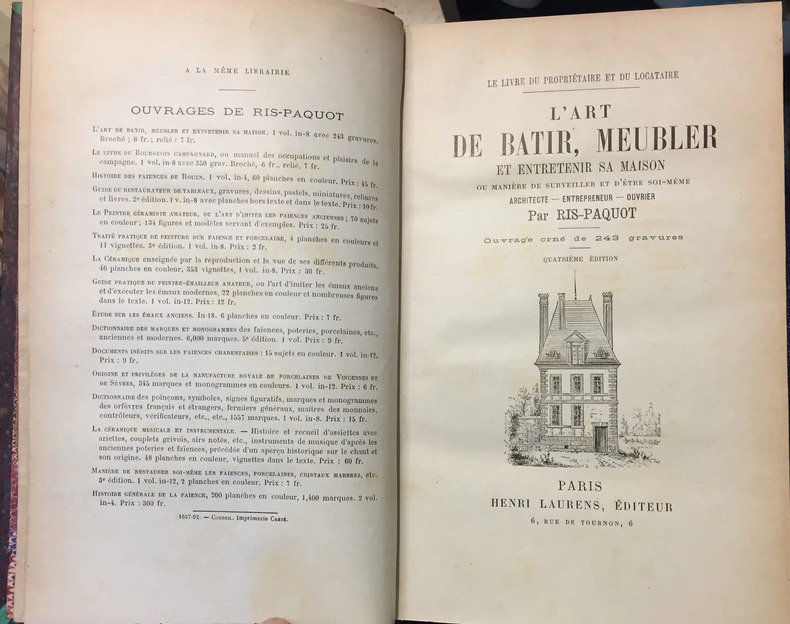 A LA MÊME LIBRAIRIE
OUVRAGES DE RIS-PAQUOT
L'ART DE BATIR, MEUBLER ET ENTRETENIR SA MAISON. 1 vol. in-8 avec 243 gravures,
Broché ; 6 fr. ; relié : 7 fr.
LE LIVRE DU BOURGEOIS CAMPAGNARD, ou manuel des occupations et plaisirs de la
campagne, 1 vol. in-8 avec 350 grav. Broché, 6 fr., relié, 7 fr.
HISTOIRE DES FAIENCES DE ROUEN. 1 vol, in-4, 60 planches en couleur. Prix : 45 fr.
GUIDE DU RESTAURATEUR DE TABLEAUX, gravures, dessins, pastels, miniatures, reliures
et livres. 2e édition. 1 v. in-8 avec planches hors texte et dans le texte. Prix : 10 fr.
LE PEINTRE CÉRAMISTE AMATEUR, OU L'ART D'IMITER LES FAIENCES ANCIENNES ; 70 sujets
en couleur ; 134 figures et modèles servant d'exemples. Prix : 25 fr.
TRAITÉ PRATIQUE DE PEINTURE SUR FAIENCE ET PORCELAINE, 4 planches en couleurs et
11 vignettes. 3e édition. 1 vol. in-8. Prix : 2 fr.
LA CÉRAMIQUE enseignée par la reproduction et la vue de ses différents produits,
46 planches en couleur, 353 vignettes, 1 vol. in-8. Prix : 30 fr.
GUIDE PRATIQUE DU PEINTRE-ÉMAILLEUR AMATEUR, ou l'art d'imiter les émaux anciens
et d'exécuter les émaux modernes, 22 planches en couleur et nombreuses figures
dans le texte. 1 vol. in-12. Prix : 12 fr.
ÉTUDE SUR LES ÉMAUX ANCIENS. In-18. 6 planches en couleur. Prix : 7 fr.
DICTIONNAIRE DES MARQUES ET MONOGRAMMES des faïences, poteries, porcelaines, etc.,
anciennes et modernes. 6,000 marques. 5e édition. 1 vol. Prix : 9 fr.
DOCUMENTS INÉDITS SUR LES FAIENCES CHARENTAISES : 15 sujets en couleur. 1 vol. in-12.
Prix : 9 fr.
ORIGINE ET PRIVILÈGES DE LA MANUFACTURE ROYALE DE PORCELAINES DE VINCENNES ET
DE SÈVRES, 345 marques et monogrammes en couleurs. 1 vol. in-12. Prix : 6 fr.
DICTIONNAIRE des poinçons, symboles, signes figuratifs, marques et monogrammes
des orfèvres français et étrangers, fermiers généraux, maîtres des monnaies,
contrôleurs, vérificateurs, etc., etc., 1557 marques. 1 vol. in-8. Prix : 15 fr.
LA CÉRAMIQUE MUSICALE ET INSTRUMENTALE. — Histoire et recueil d'assiettes avec
ariettes, couplets grivois, airs notés, etc., instruments de musique d'après les
anciennes poteries et faïences, précédée d'un aperçu historique sur le chant et
son origine. 48 planches en couleur, vignettes dans le texte. Prix : 60 fr.
MANIÈRE DE RESTAURER SOI-MÊME LES FAÏENCES, PORCELAINES, CRISTAUX MARBRES, etc.
3e édition. 1 vol. in-12, 2 planches en couleur. Prix : 7 fr.
HISTOIRE GÉNÉRALE DE LA FAIENCE, 200 planches en couleur, 1,400 marques. 2 vol.
in-4. Prix : 300 fr.
1657-92. — CORBEIL. Imprimerie CRÉTÉ.
LE LIVRE DU PROPRIÉTAIRE ET DU LOCATAIRE
L'ART
DE BATIR, MEUBLER
ET ENTRETENIR SA MAISON
OU MANIÈRE DE SURVEILLER ET D'ÊTRE SOI-MÊME
ARCHITECTE — ENTREPRENEUR — OUVRIER
Par RIS-PAQUOT
Ouvrage orné de 243 gravures
QUATRIÈME ÉDITION
PARIS
HENRI LAURENS, ÉDITEUR
6, RUE DE TOURNON, 6